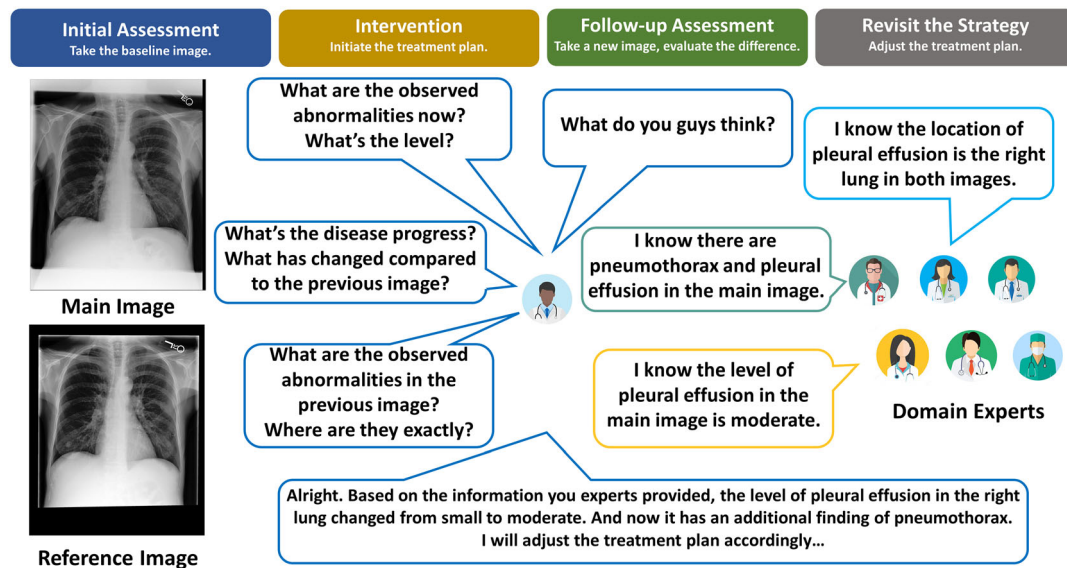 Initial Assessment
Take the baseline image.
Intervention
Initiate the treatment plan.
Follow-up Assessment
Take a new image, evaluate the difference.
Revisit the Strategy
Adjust the treatment plan.
What are the observed
abnormalities now?
What's the level?
What do you guys think?
I know the location of
pleural effusion is the right
lung in both images.
What's the disease progress?
What has changed compared
to the previous image?
I know there are
pneumothorax and pleural
effusion in the main image.
Main Image
What are the observed
abnormalities in the
previous image?
Where are they exactly?
I know the level of
pleural effusion in the
main image is moderate.
Domain Experts
Alright. Based on the information you experts provided, the level of pleural effusion in the right
lung changed from small to moderate. And now it has an additional finding of pneumothorax.
I will adjust the treatment plan accordingly…
Reference Image